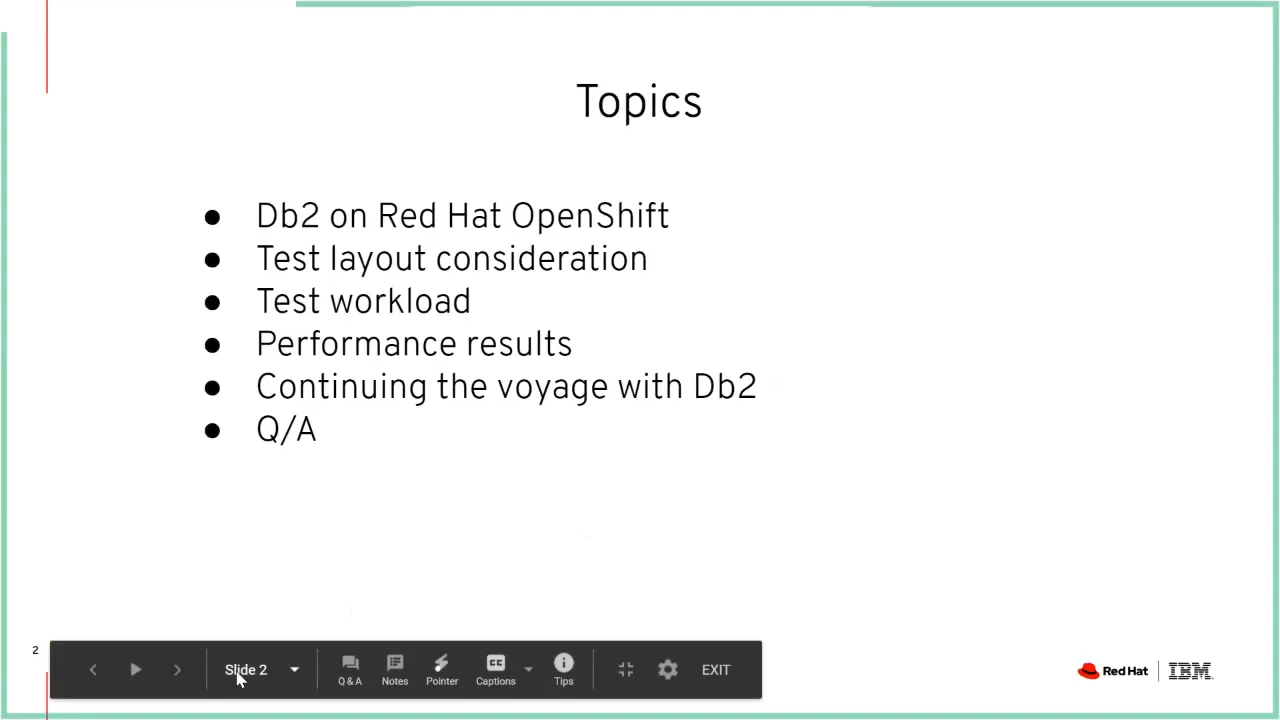 Topics
● Db2 on Red Hat OpenShift
● Test layout consideration
● Test workload
● Performance results
● Continuing the voyage with Db2
● Q/A
2
Slide 2
Q & A
Notes
Pointer
CC
Captions
Tips
EXIT
Red Hat
IBM